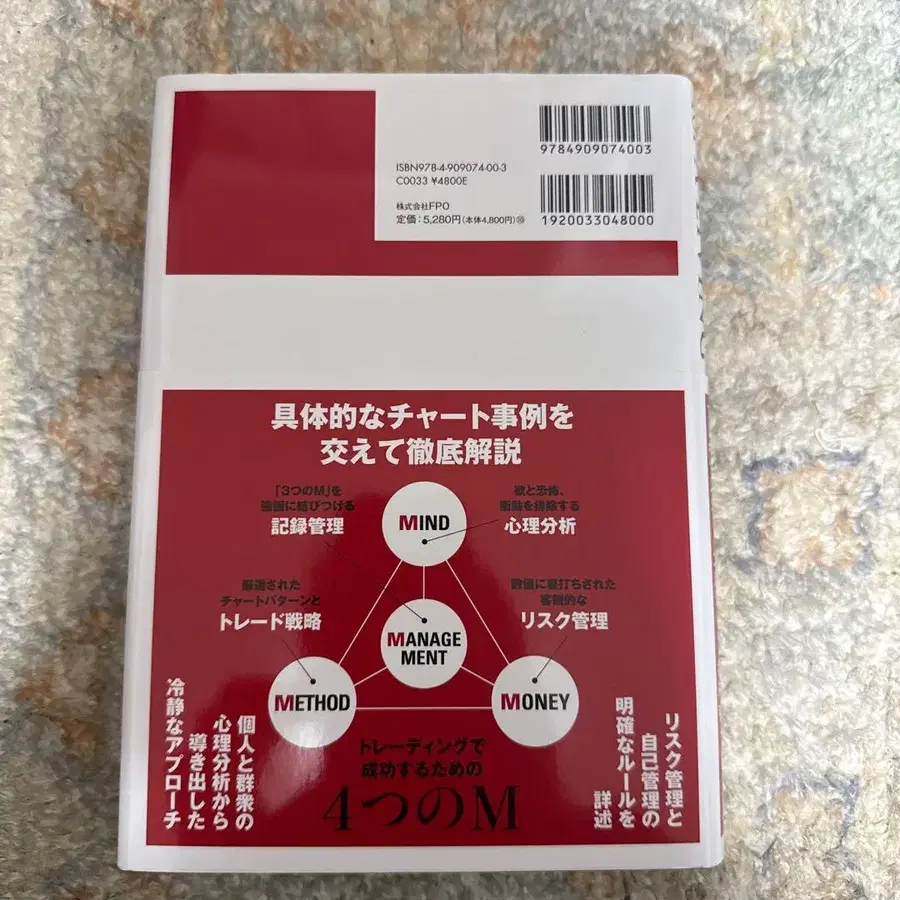 9784909074003
ISBN978-4-909074-00-3
C0033 ¥4800E
株式会社FPO
定価：5,280円（本体4,800円）⑩
1920033048000
具体的なチャート事例を
交えて徹底解説
「3つのM」を
強固に結びつける
記録管理
MIND
欲と恐怖、
脂肪を排除する
心理分析
厳選された
チャートパターンと
トレード戦略
MANAGE
MENT
数値に裏打ちされた
客観的な
リスク管理
METHOD
MONEY
リスク管理と
自己管理の
明確なルールを
詳述
個人と群衆の
心理分析から
導き出した
冷静なアプローチ
トレーディングで
成功するための
4つのM